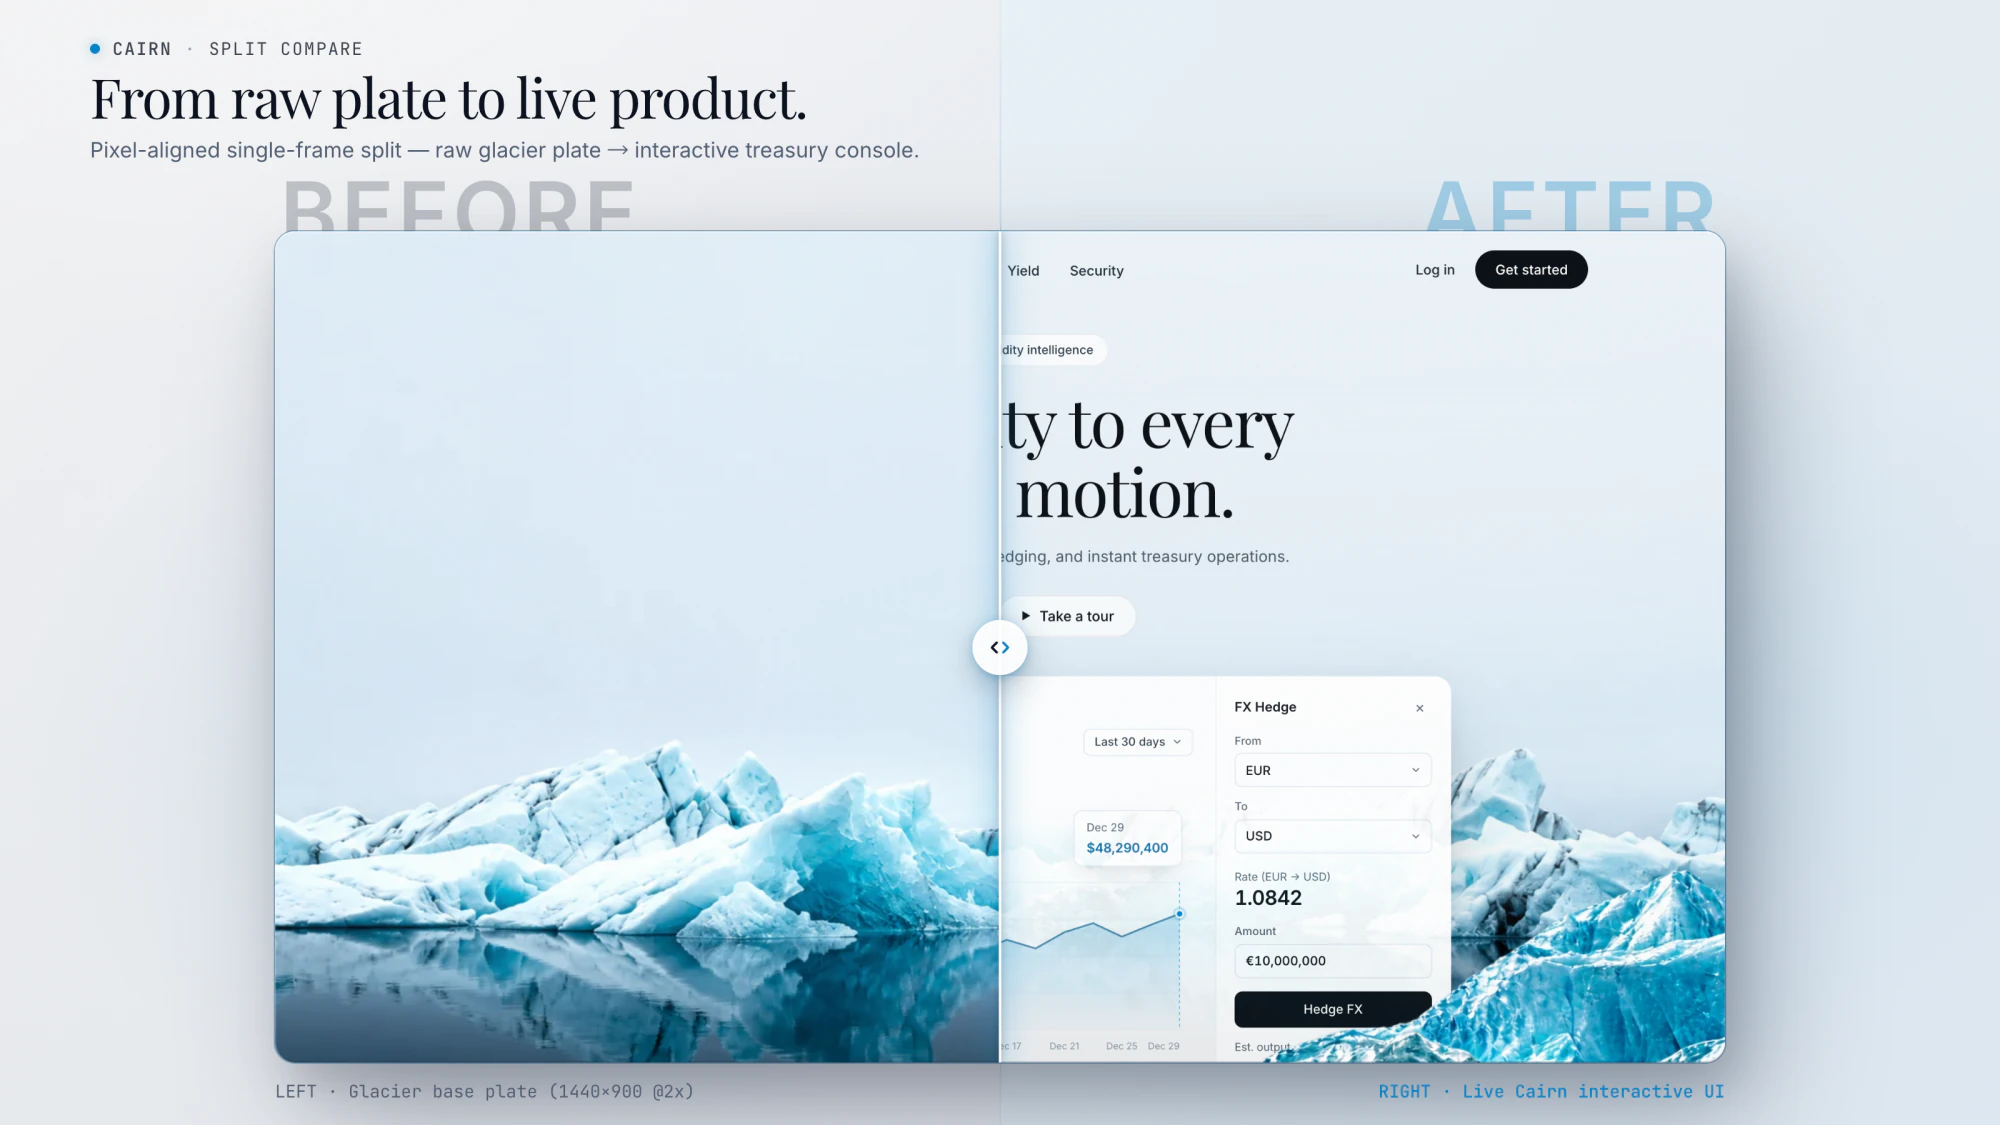 CAIRN · SPLIT COMPARE
From raw plate to live product.
Pixel-aligned single-frame split — raw glacier plate → interactive treasury console.
BEFORE
AFTER
Yield Security Log in Get started
dity intelligence
ty to every
motion.
edging, and instant treasury operations.
Take a tour
Last 30 days
Dec 29
$48,290,400
ec 17 Dec 21 Dec 25 Dec 29
FX Hedge ×
From
EUR
To
USD
Rate (EUR → USD)
1.0842
Amount
€10,000,000
Hedge FX
Est. output
LEFT · Glacier base plate (1440×900 @2x)
RIGHT · Live Cairn interactive UI